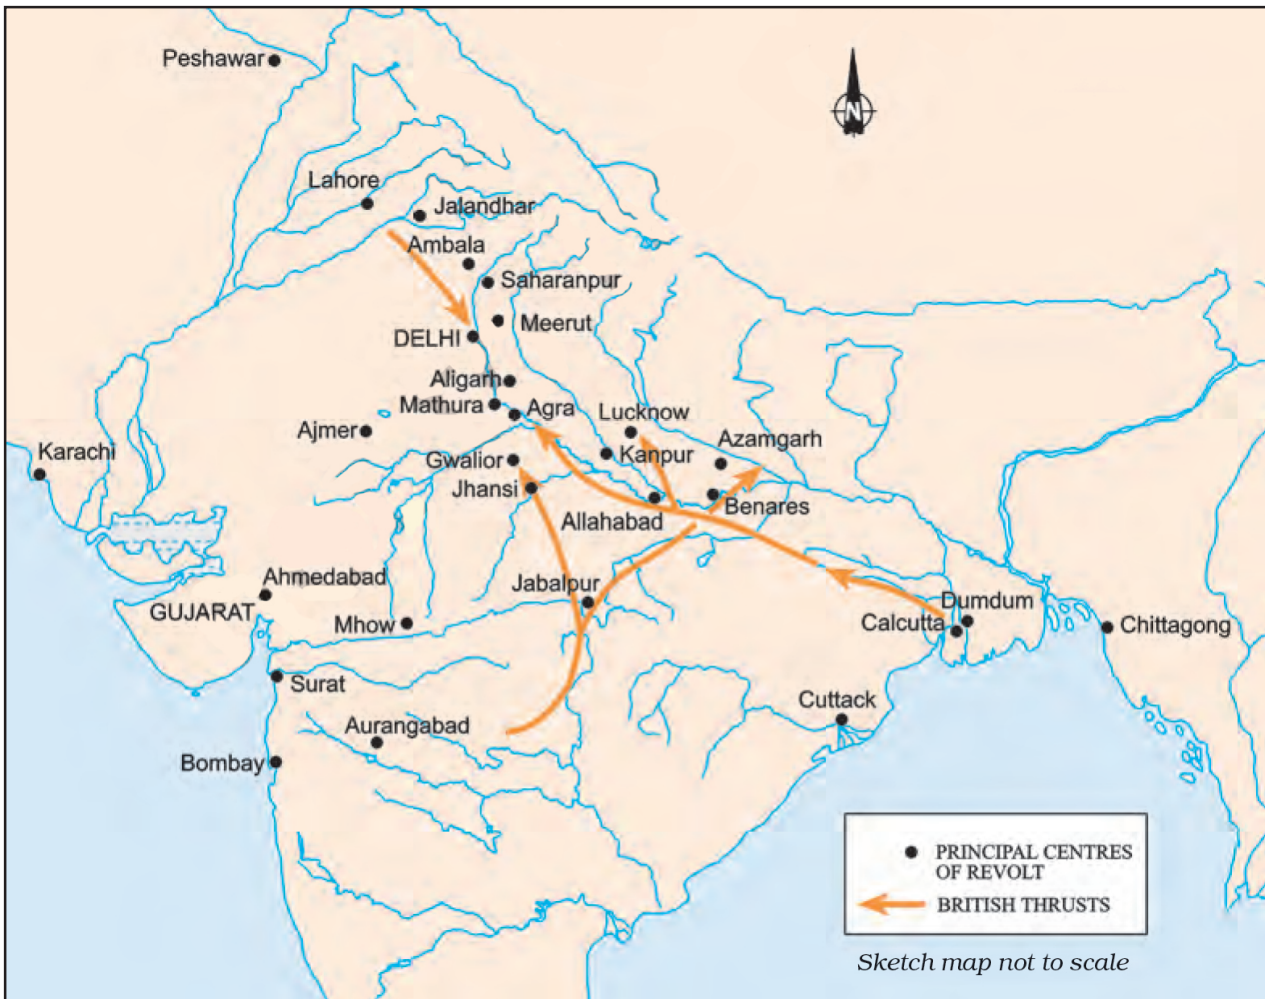 Peshawar
N
Lahore
Jalandhar
Ambala
Saharanpur
Meerut
DELHI
Aligarh
Mathura
Agra
Lucknow
Ajmer
Azamgarh
Karachi
Gwalior
Kanpur
Jhansi
Benares
Allahabad
Ahmedabad
Jabalpur
GUJARAT
Dumdum
Mhow
Calcutta
Chittagong
Surat
Cuttack
Aurangabad
Bombay
PRINCIPAL CENTRES
OF REVOLT
BRITISH THRUSTS
Sketch map not to scale